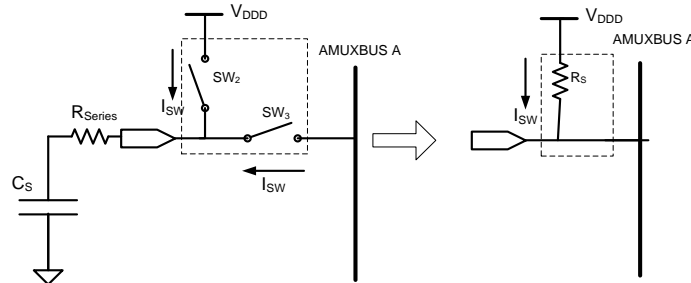 VDDD
VDDD
AMUXBUS A
AMUXBUS A
SW2
RS
ISW
ISW
RSeries
SW3
ISW
CS